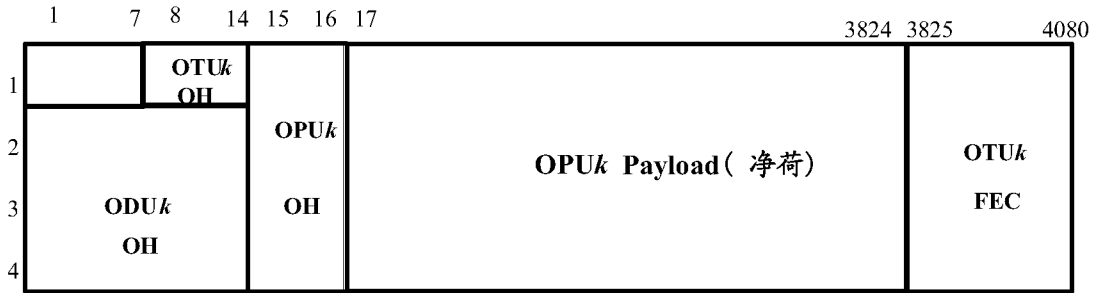 1 7 8 14 15 16 17 3824 3825 4080
1 OTUk
OH
2 OPUk OPUk Payload( 净荷) OTUk
3 ODUk OH FEC
OH
4